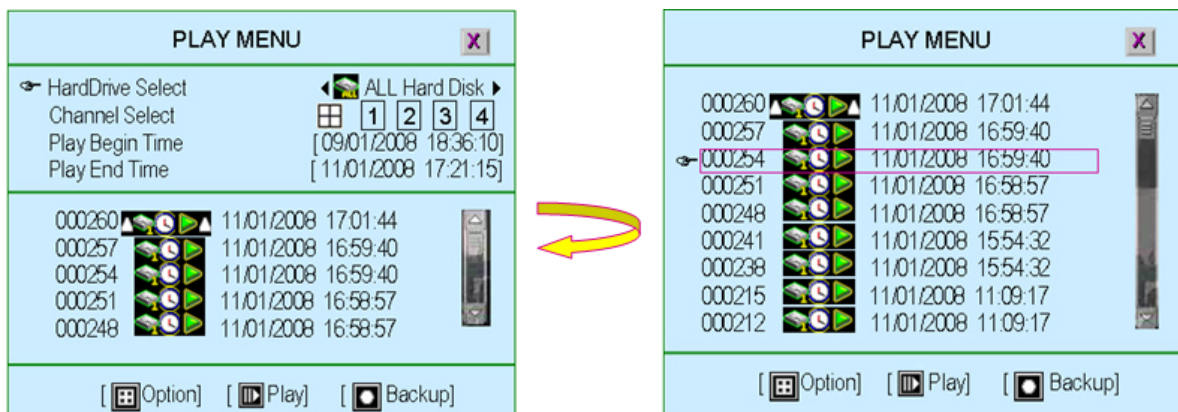 PLAY MENU X
HardDrive Select ALL Hard Disk
Channel Select 1 2 3 4
Play Begin Time [09/01/2008 18:36:10]
Play End Time [11/01/2008 17:21:15]
000260 11/01/2008 17:01:44
000257 11/01/2008 16:59:40
000254 11/01/2008 16:59:40
000251 11/01/2008 16:58:57
000248 11/01/2008 16:58:57
[Option] [Play] [Backup]
PLAY MENU X
000260 11/01/2008 17:01:44
000257 11/01/2008 16:59:40
000254 11/01/2008 16:59:40
000251 11/01/2008 16:58:57
000248 11/01/2008 16:58:57
000241 11/01/2008 15:54:32
000238 11/01/2008 15:54:32
000215 11/01/2008 11:09:17
000212 11/01/2008 11:09:17
[Option] [Play] [Backup]